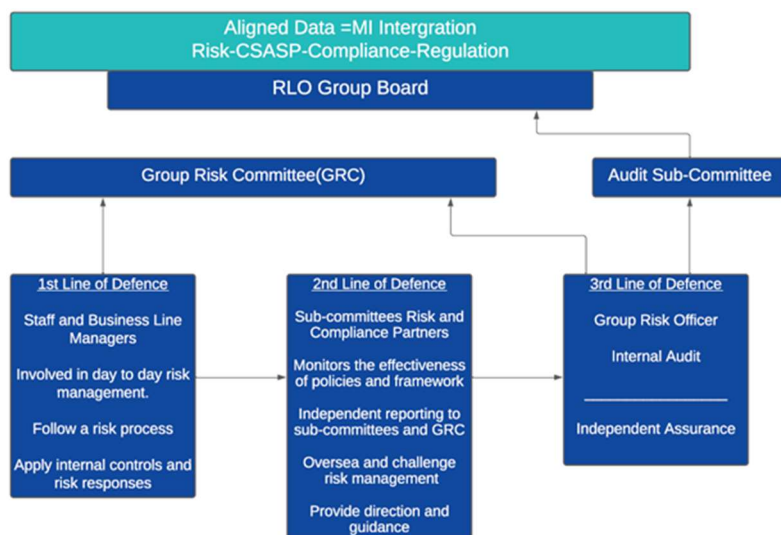 Aligned Data =MI Intergration
Risk-CSASP-Compliance-Regulation
RLO Group Board
Group Risk Committee(GRC)
Audit Sub-Committee
1st Line of Defence
Staff and Business Line
Managers
Involved in day to day risk
management.
Follow a risk process
Apply internal controls and
risk responses
2nd Line of Defence
Sub-committees Risk and
Compliance Partners
Monitors the effectiveness
of policies and framework
Independent reporting to
sub-committees and GRC
Oversea and challenge
risk management
Provide direction and
guidance
3rd Line of Defence
Group Risk Officer
Internal Audit
Independent Assurance